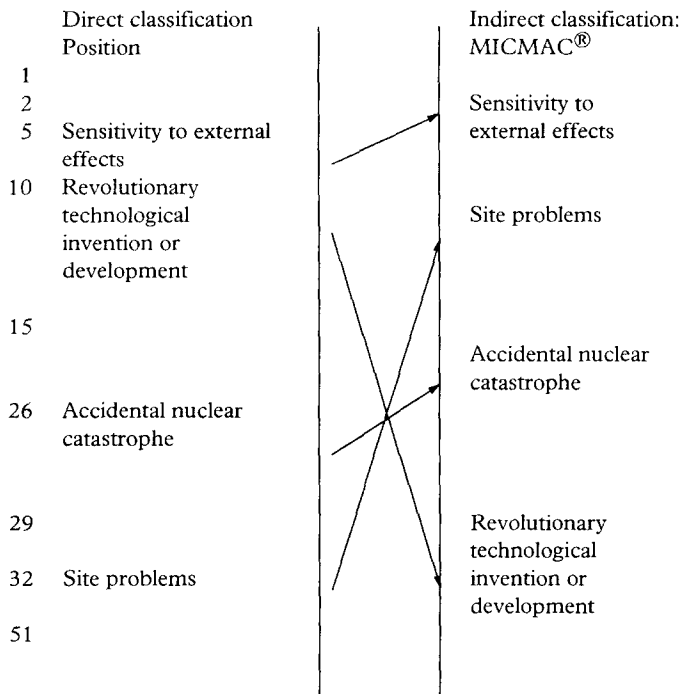 Direct classification
Position
1
2
5 Sensitivity to external
effects
10 Revolutionary
technological
invention or
development
15
26 Accidental nuclear
catastrophe
29
32 Site problems
51
Indirect classification:
MICMAC®
Sensitivity to
external effects
Site problems
Accidental nuclear
catastrophe
Revolutionary
technological
invention or
development